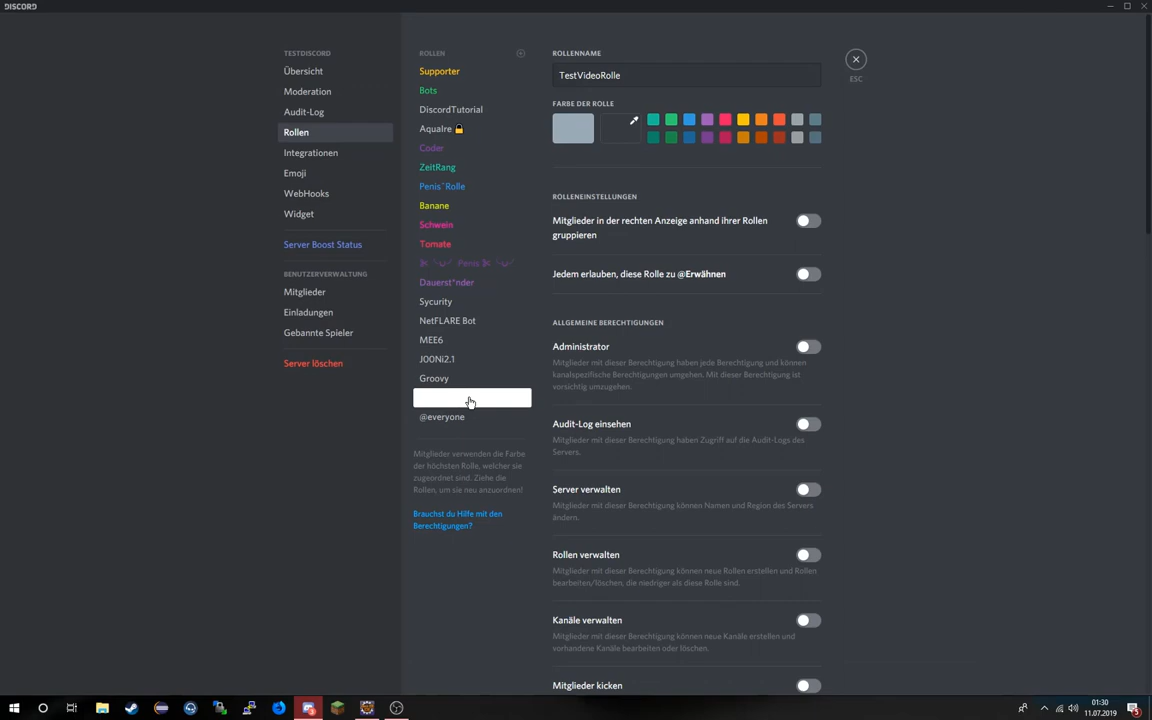 DISCORD
TESTDISCORD
Übersicht
Moderation
Audit-Log
Rollen
Integrationen
Emoji
WebHooks
Widget
Server Boost Status
BENUTZERVERWALTUNG
Mitglieder
Einladungen
Gebannte Spieler
Server löschen
ROLLEN
Supporter
Bots
DiscordTutorial
Aqualre
Coder
ZeitRang
Penis~Rolle
Banane
Schwein
Tomate
Penis
Dauerst*nder
Sycurity
NetFLARE Bot
MEE6
J00Ni2.1
Groovy
@everyone
Mitglieder verwenden die Farbe
der höchsten Rolle, welcher sie
zugeordnet sind. Ziehe die
Rollen, um sie neu anzuordnen!
Brauchst du Hilfe mit den
Berechtigungen?
ROLLENNAME
TestVideoRolle
FARBE DER ROLLE
ROLLENEINSTELLUNGEN
Mitglieder in der rechten Anzeige anhand ihrer Rollen
gruppieren
Jedem erlauben, diese Rolle zu @Erwähnen
ALLGEMEINE BERECHTIGUNGEN
Administrator
Mitglieder mit dieser Berechtigung haben jede Berechtigung und können
kanalspezifische Berechtigungen umgehen. Mit dieser Berechtigung ist
vorsichtig umzugehen.
Audit-Log einsehen
Mitglieder mit dieser Berechtigung haben Zugriff auf die Audit-Logs des
Servers.
Server verwalten
Mitglieder mit dieser Berechtigung können Namen und Region des Servers
ändern.
Rollen verwalten
Mitglieder mit dieser Berechtigung können neue Rollen erstellen und Rollen
bearbeiten/löschen, die niedriger als diese Rolle sind.
Kanäle verwalten
Mitglieder mit dieser Berechtigung können neue Kanäle erstellen und
vorhandene Kanäle bearbeiten oder löschen.
Mitglieder kicken
ESC
01:30
11.07.2019